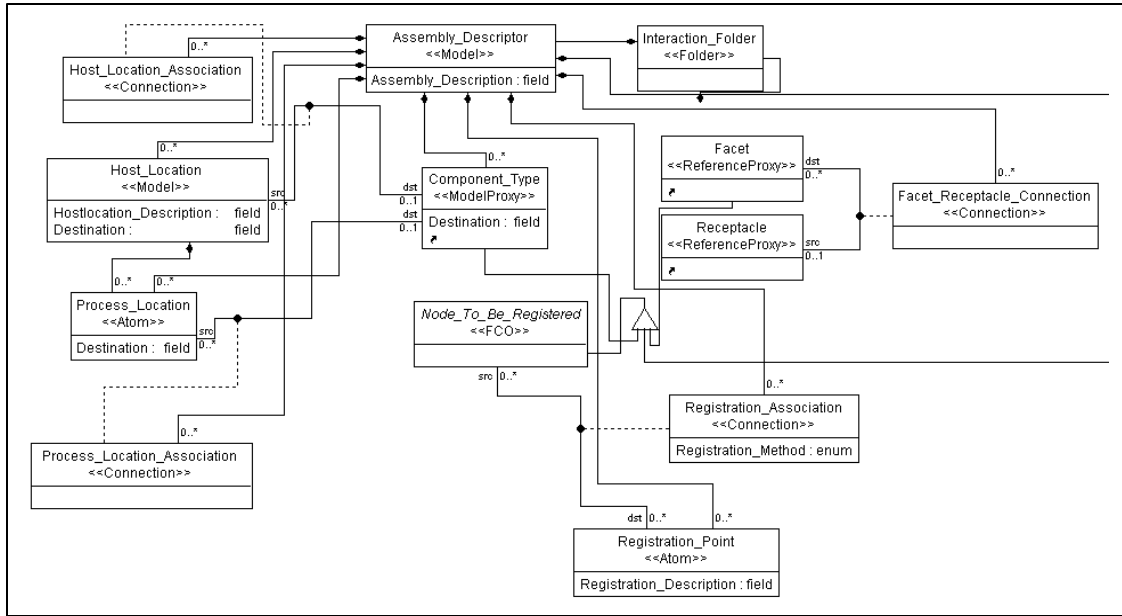 Assembly_Descriptor
<<Model>>
Assembly_Description : field
Interaction_Folder
<<Folder>>
0..*
Host_Location_Association
<<Connection>>
0..*
Host_Location
<<Model>>
Hostlocation_Description : field
Destination : field
src
0..*
dst
0..1
dst
0..1
0..*
Component_Type
<<ModelProxy>>
Destination : field
Facet
<<ReferenceProxy>>
dst
0..*
Receptacle
<<ReferenceProxy>>
src
0..1
0..*
Facet_Receptacle_Connection
<<Connection>>
0..*
0..*
Process_Location
<<Atom>>
Destination : field
src
0..*
Node_To_Be_Registered
<<FCO>>
src 0..*
0..*
Registration_Association
<<Connection>>
Registration_Method : enum
0..*
Process_Location_Association
<<Connection>>
dst 0..*
0..*
Registration_Point
<<Atom>>
Registration_Description : field